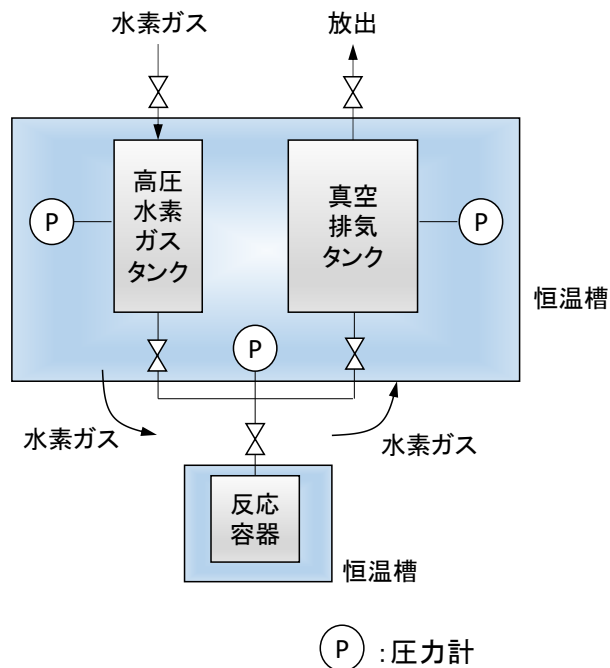 水素ガス
放出
高圧
水素
ガス
タンク
真空
排気
タンク
P
P
恒温槽
P
水素ガス
水素ガス
反応
容器
恒温槽
P :圧力計